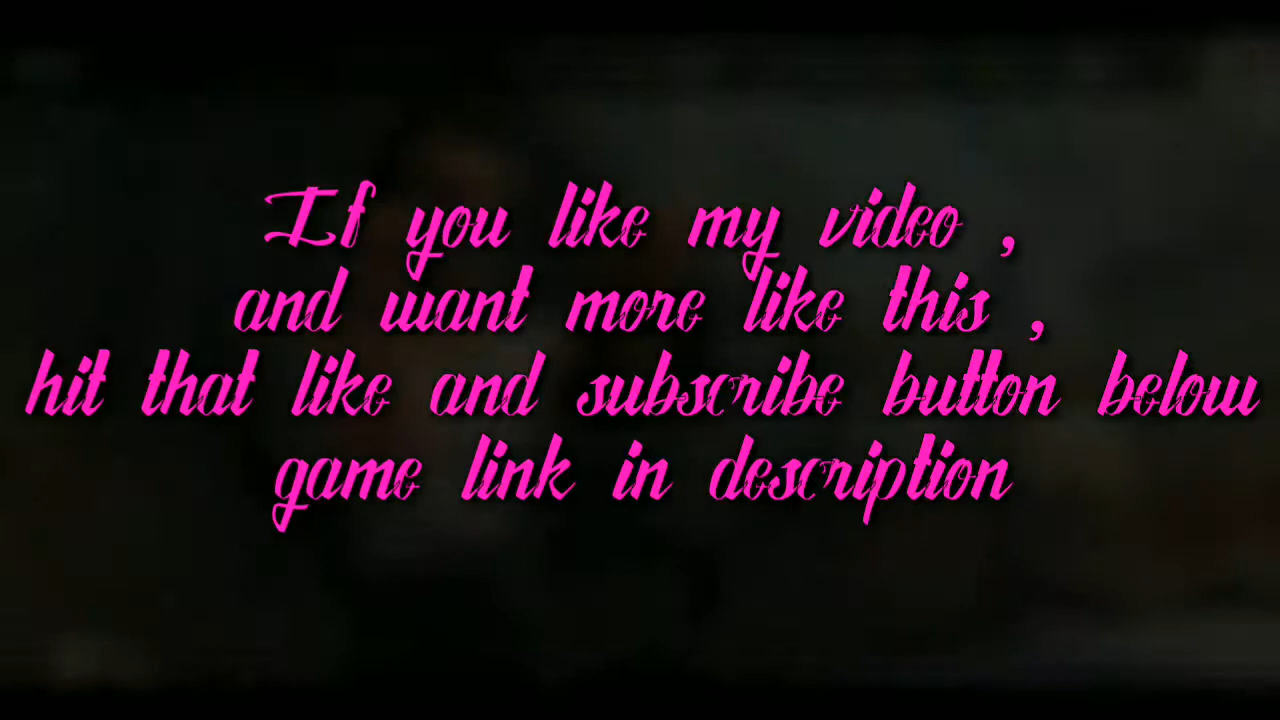 If you like my video ,
and want more like this ,
hit that like and subscribe button below
game link in description